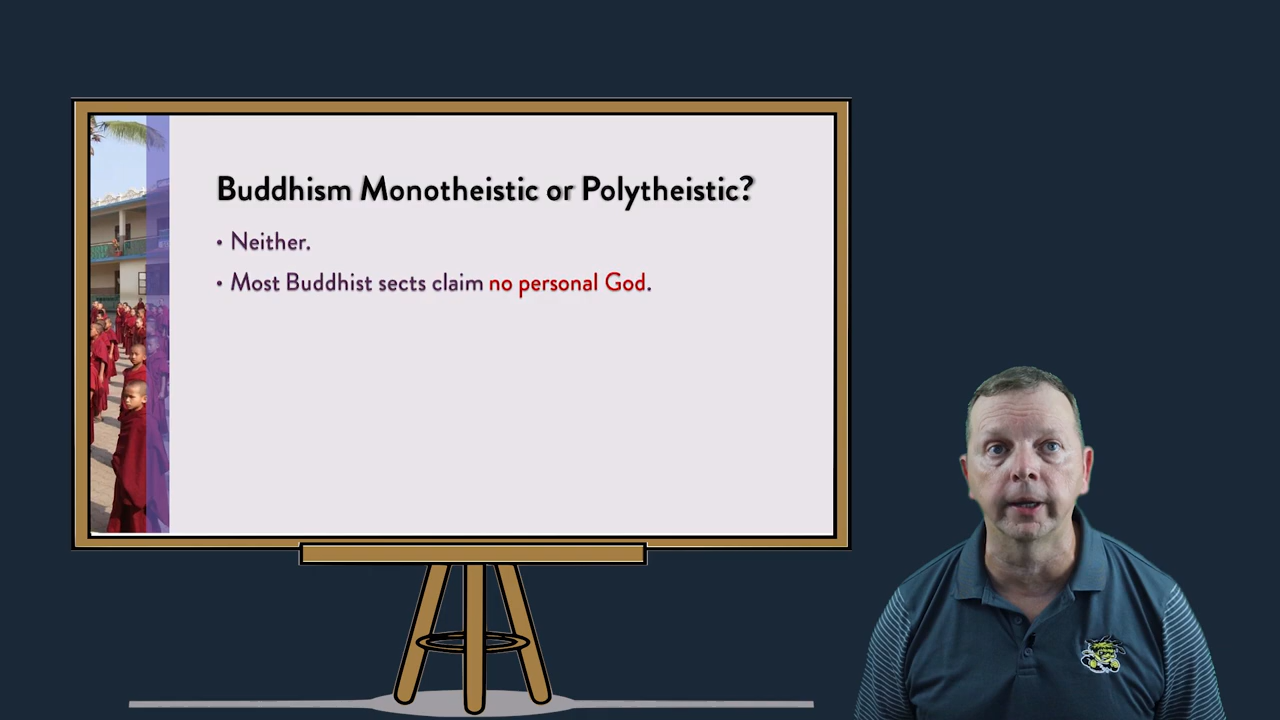 Buddhism Monotheistic or Polytheistic?
• Neither.
• Most Buddhist sects claim no personal God.